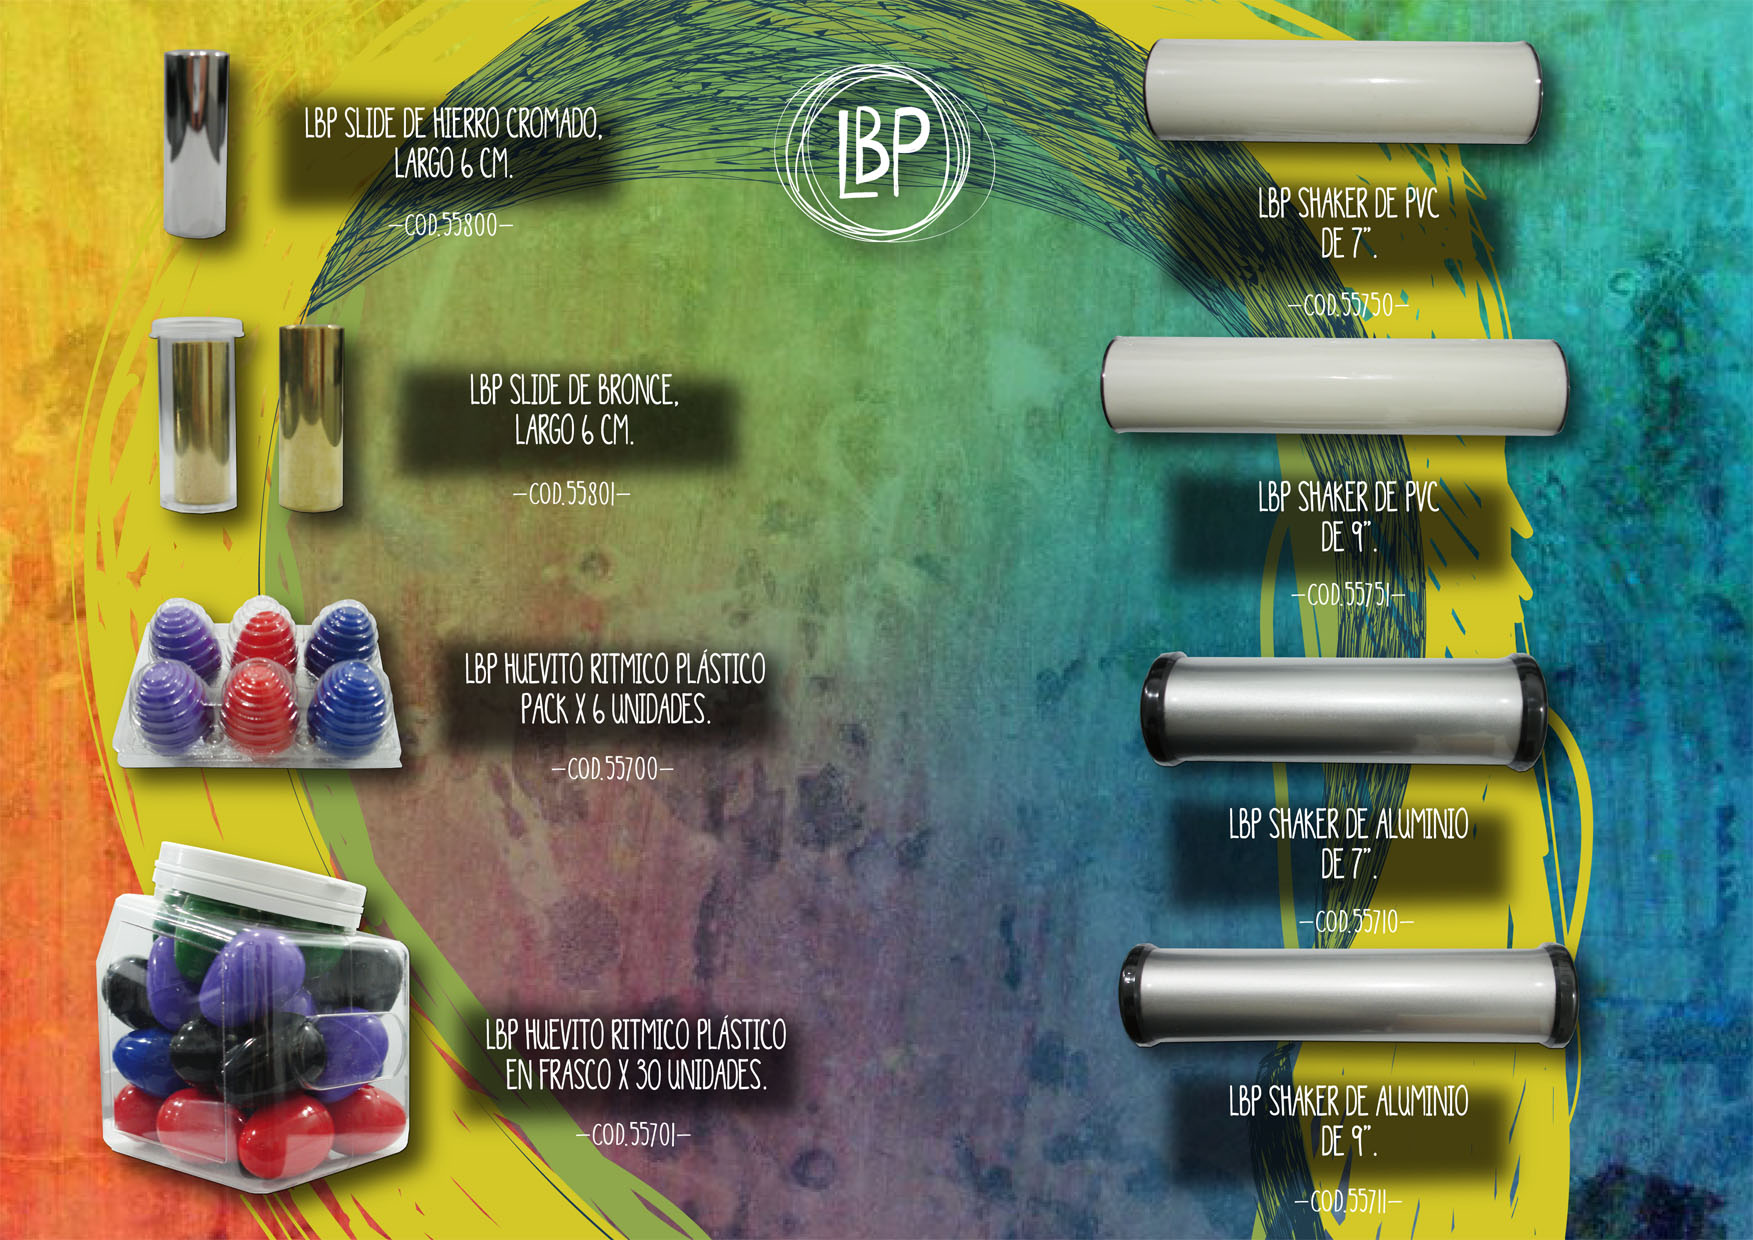 LBP SLIDE DE HIERRO CROMADO,
LARGO 6 CM.
-COD.55800-
LBP SLIDE DE BRONCE,
LARGO 6 CM.
-COD.55801-
LBP HUEVITO RITMICO PLÁSTICO
PACK X 6 UNIDADES.
-COD.55700-
LBP HUEVITO RITMICO PLÁSTICO
EN FRASCO X 30 UNIDADES.
-COD.55701-
LBP
LBP SHAKER DE PVC
DE 7".
-COD.55750-
LBP SHAKER DE PVC
DE 9".
-COD.55751-
LBP SHAKER DE ALUMINIO
DE 7".
-COD.55710-
LBP SHAKER DE ALUMINIO
DE 9".
-COD.55711-